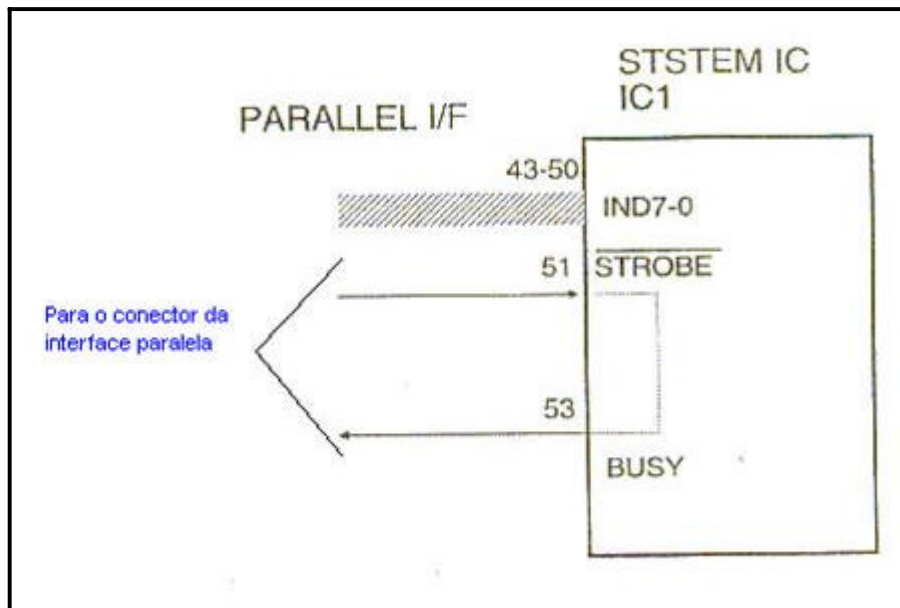 STSTEM IC
IC1
PARALLEL I/F
43-50
IND7-0
51
STROBE
Para o conector da
interface paralela
53
BUSY